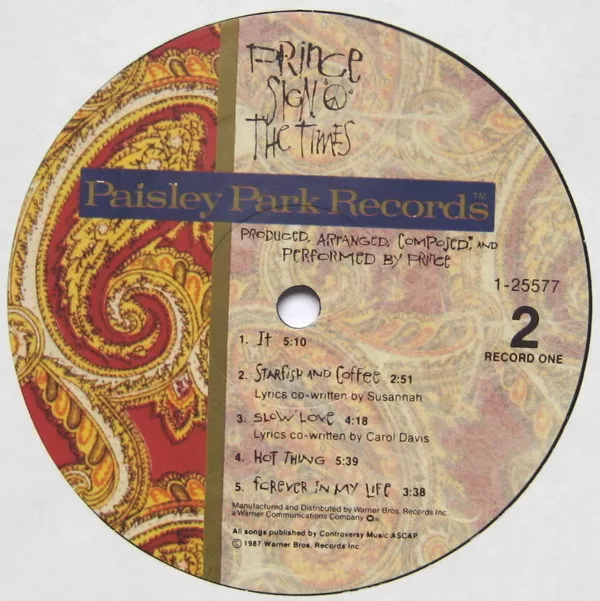 PRINCE
SIGN "☮"
THE TIMES
Paisley Park Records™
PRODUCED, ARRANGED, COMPOSED, AND
PERFORMED BY PRINCE
1-25577
2
RECORD ONE
1. It 5:10
2. STARFISH AND COFFEE 2:51
Lyrics co-written by Susannah
3. SLOW LOVE 4:18
Lyrics co-written by Carol Davis
4. HOT THING 5:39
5. FOREVER IN MY LIFE 3:38
Manufactured and Distributed by Warner Bros. Records Inc.,
a Warner Communications Company
All songs published by Controversy Music ASCAP
© 1987 Warner Bros. Records Inc.